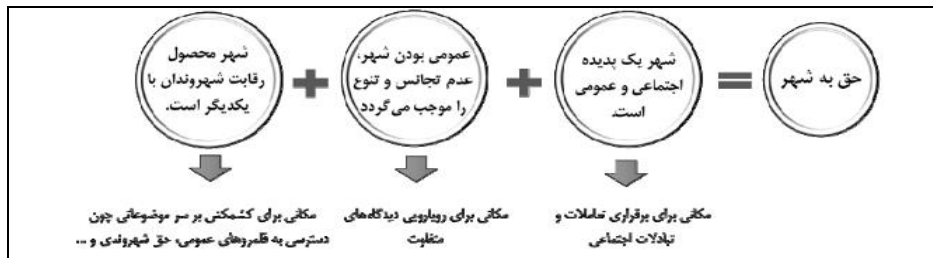 حق به شهر
شهر یک پدیده
اجتماعی و عمومی
است.
عمومی بودن شهر،
عدم تجانس و تنوع
را موجب می‌گردد
شهر محصول
رقابت شهروندان با
یکدیگر است.
مکانی برای برقراری تعاملات و
تبادلات اجتماعی
مکانی برای رویارویی دیدگاه‌های
متفاوت
مکانی برای کشمکش بر سر موضوعاتی چون
دسترسی به قلمروهای عمومی، حق شهروندی و ...